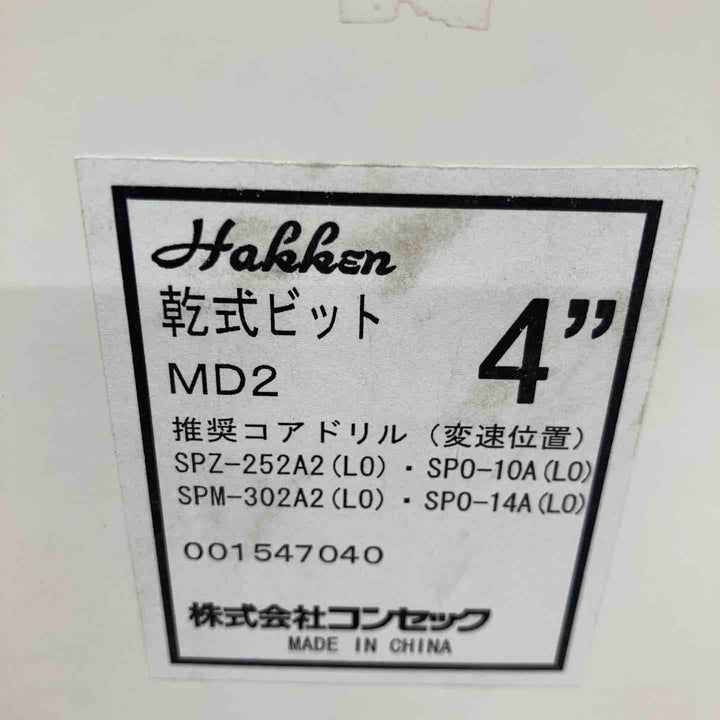 Hakken
乾式ビット
4”
MD2
推奨コアドリル（変速位置）
SPZ-252A2(LO)・SPO-10A(LO)
SPM-302A2(LO)・SPO-14A(LO)
001547040
株式会社コンセック
MADE IN CHINA